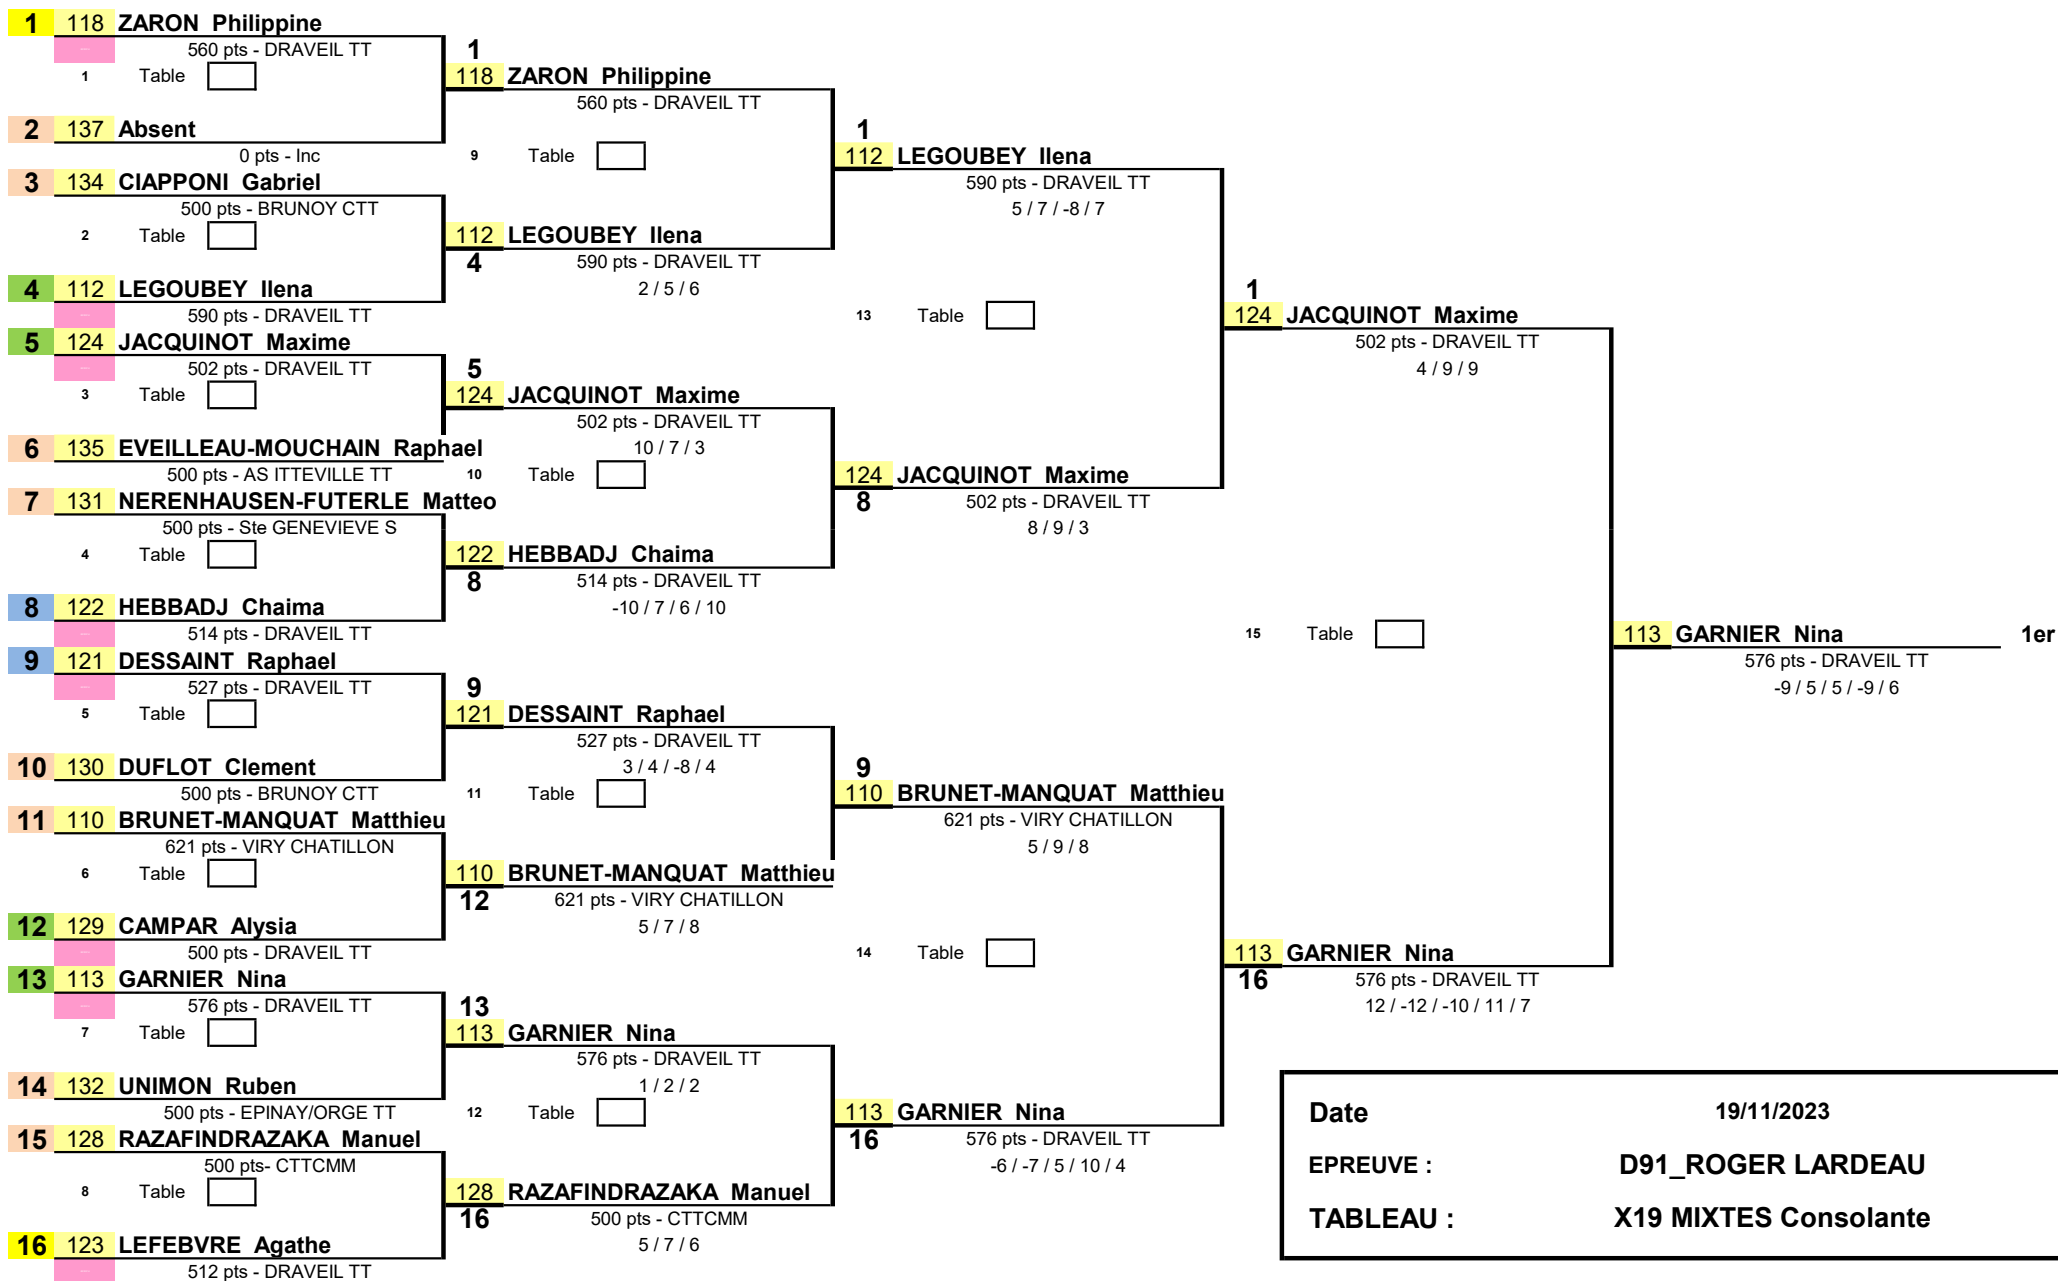 1 118 ZARON Philippine
560 pts - DRAVEIL TT
1 Table
2 137 Absent
0 pts - Inc
3 134 CIAPPONI Gabriel
500 pts - BRUNOY CTT
2 Table
4 112 LEGOUBEY Ilena
590 pts - DRAVEIL TT
5 124 JACQUINOT Maxime
502 pts - DRAVEIL TT
3 Table
6 135 EVEILLEAU-MOUCHAIN Raphael
500 pts - AS ITTEVILLE TT
7 131 NERENHAUSEN-FUTERLE Matteo
500 pts - Ste GENEVIEVE S
4 Table
8 122 HEBBADJ Chaima
514 pts - DRAVEIL TT
9 121 DESSAINT Raphael
527 pts - DRAVEIL TT
5 Table
10 130 DUFLOT Clement
500 pts - BRUNOY CTT
11 110 BRUNET-MANQUAT Matthieu
621 pts - VIRY CHATILLON
6 Table
12 129 CAMPAR Alysia
500 pts - DRAVEIL TT
13 113 GARNIER Nina
576 pts - DRAVEIL TT
7 Table
14 132 UNIMON Ruben
500 pts - EPINAY/ORGE TT
15 128 RAZAFINDRAZAKA Manuel
500 pts- CTTCMM
8 Table
16 123 LEFEBVRE Agathe
512 pts - DRAVEIL TT
1
118 ZARON Philippine
560 pts - DRAVEIL TT
9 Table
112 LEGOUBEY Ilena
4
590 pts - DRAVEIL TT
2 / 5 / 6
5
124 JACQUINOT Maxime
502 pts - DRAVEIL TT
10 / 7 / 3
10 Table
122 HEBBADJ Chaima
8
514 pts - DRAVEIL TT
-10 / 7 / 6 / 10
9
121 DESSAINT Raphael
527 pts - DRAVEIL TT
3 / 4 / -8 / 4
11 Table
110 BRUNET-MANQUAT Matthieu
12
621 pts - VIRY CHATILLON
5 / 7 / 8
13
113 GARNIER Nina
576 pts - DRAVEIL TT
1 / 2 / 2
12 Table
128 RAZAFINDRAZAKA Manuel
16
500 pts - CTTCMM
5 / 7 / 6
1
112 LEGOUBEY Ilena
590 pts - DRAVEIL TT
5 / 7 / -8 / 7
13 Table
124 JACQUINOT Maxime
8
502 pts - DRAVEIL TT
8 / 9 / 3
9
110 BRUNET-MANQUAT Matthieu
621 pts - VIRY CHATILLON
5 / 9 / 8
14 Table
113 GARNIER Nina
16
576 pts - DRAVEIL TT
-6 / -7 / 5 / 10 / 4
1
124 JACQUINOT Maxime
502 pts - DRAVEIL TT
4 / 9 / 9
15 Table
113 GARNIER Nina
16
576 pts - DRAVEIL TT
12 / -12 / -10 / 11 / 7
113 GARNIER Nina 1er
576 pts - DRAVEIL TT
-9 / 5 / 5 / -9 / 6
Date 19/11/2023
EPREUVE : D91_ROGER LARDEAU
TABLEAU : X19 MIXTES Consolante